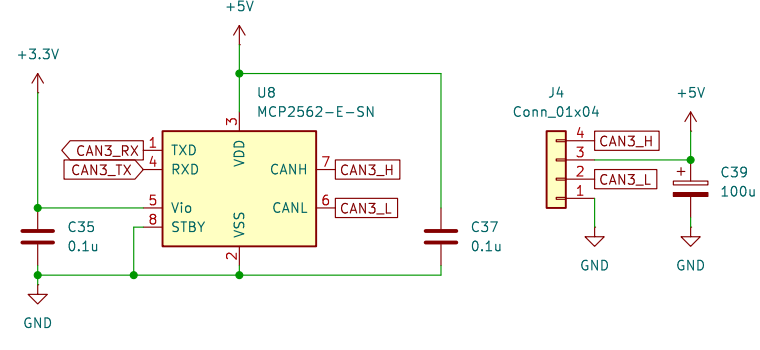 +5V
+3.3V
U8
MCP2562-E-SN
J4
Conn_01x04
+5V
3
VDD
CAN3_RX 1 TXD
CAN3_TX 4 RXD
CANH 7 CAN3_H
5 Vio
CANL 6 CAN3_L
8 STBY
VSS
2
4 CAN3_H
3
2 CAN3_L
1
+
C39
100u
C35
0.1u
C37
0.1u
GND
GND
GND